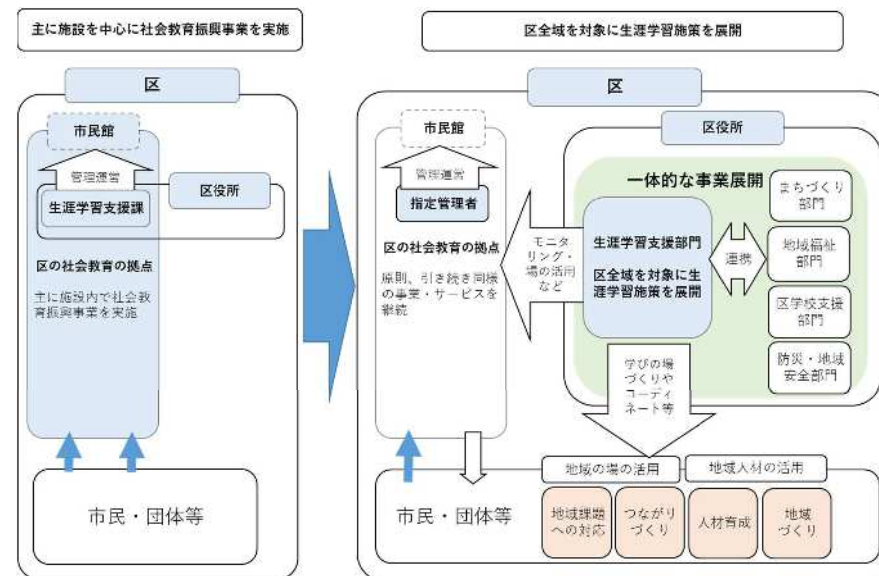 主に施設を中心に社会教育振興事業を実施
区
市民館
管理運営
生涯学習支援課
区役所
区の社会教育の拠点
主に施設内で社会教
育振興事業を実施
市民・団体等
区全域を対象に生涯学習施策を展開
区
市民館
管理運営
指定管理者
区の社会教育の拠点
原則、引き続き同様
の事業・サービスを
継続
モニタ
リング・
場の活用
など
区役所
一体的な事業展開
生涯学習支援部門
区全域を対象に生
涯学習施策を展開
連携
まちづくり
部門
地域福祉
部門
区学校支援
部門
防災・地域
安全部門
学びの場
づくりや
コーディ
ネート等
市民・団体等
地域の場の活用
地域人材の活用
地域課題
への対応
つながり
づくり
人材育成
地域
づくり